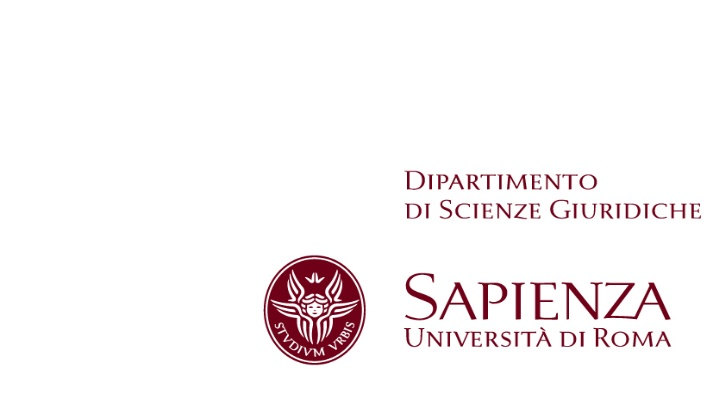 Dipartimento
di Scienze Giuridiche
STVDIVM VRBIS
Sapienza
Università di Roma